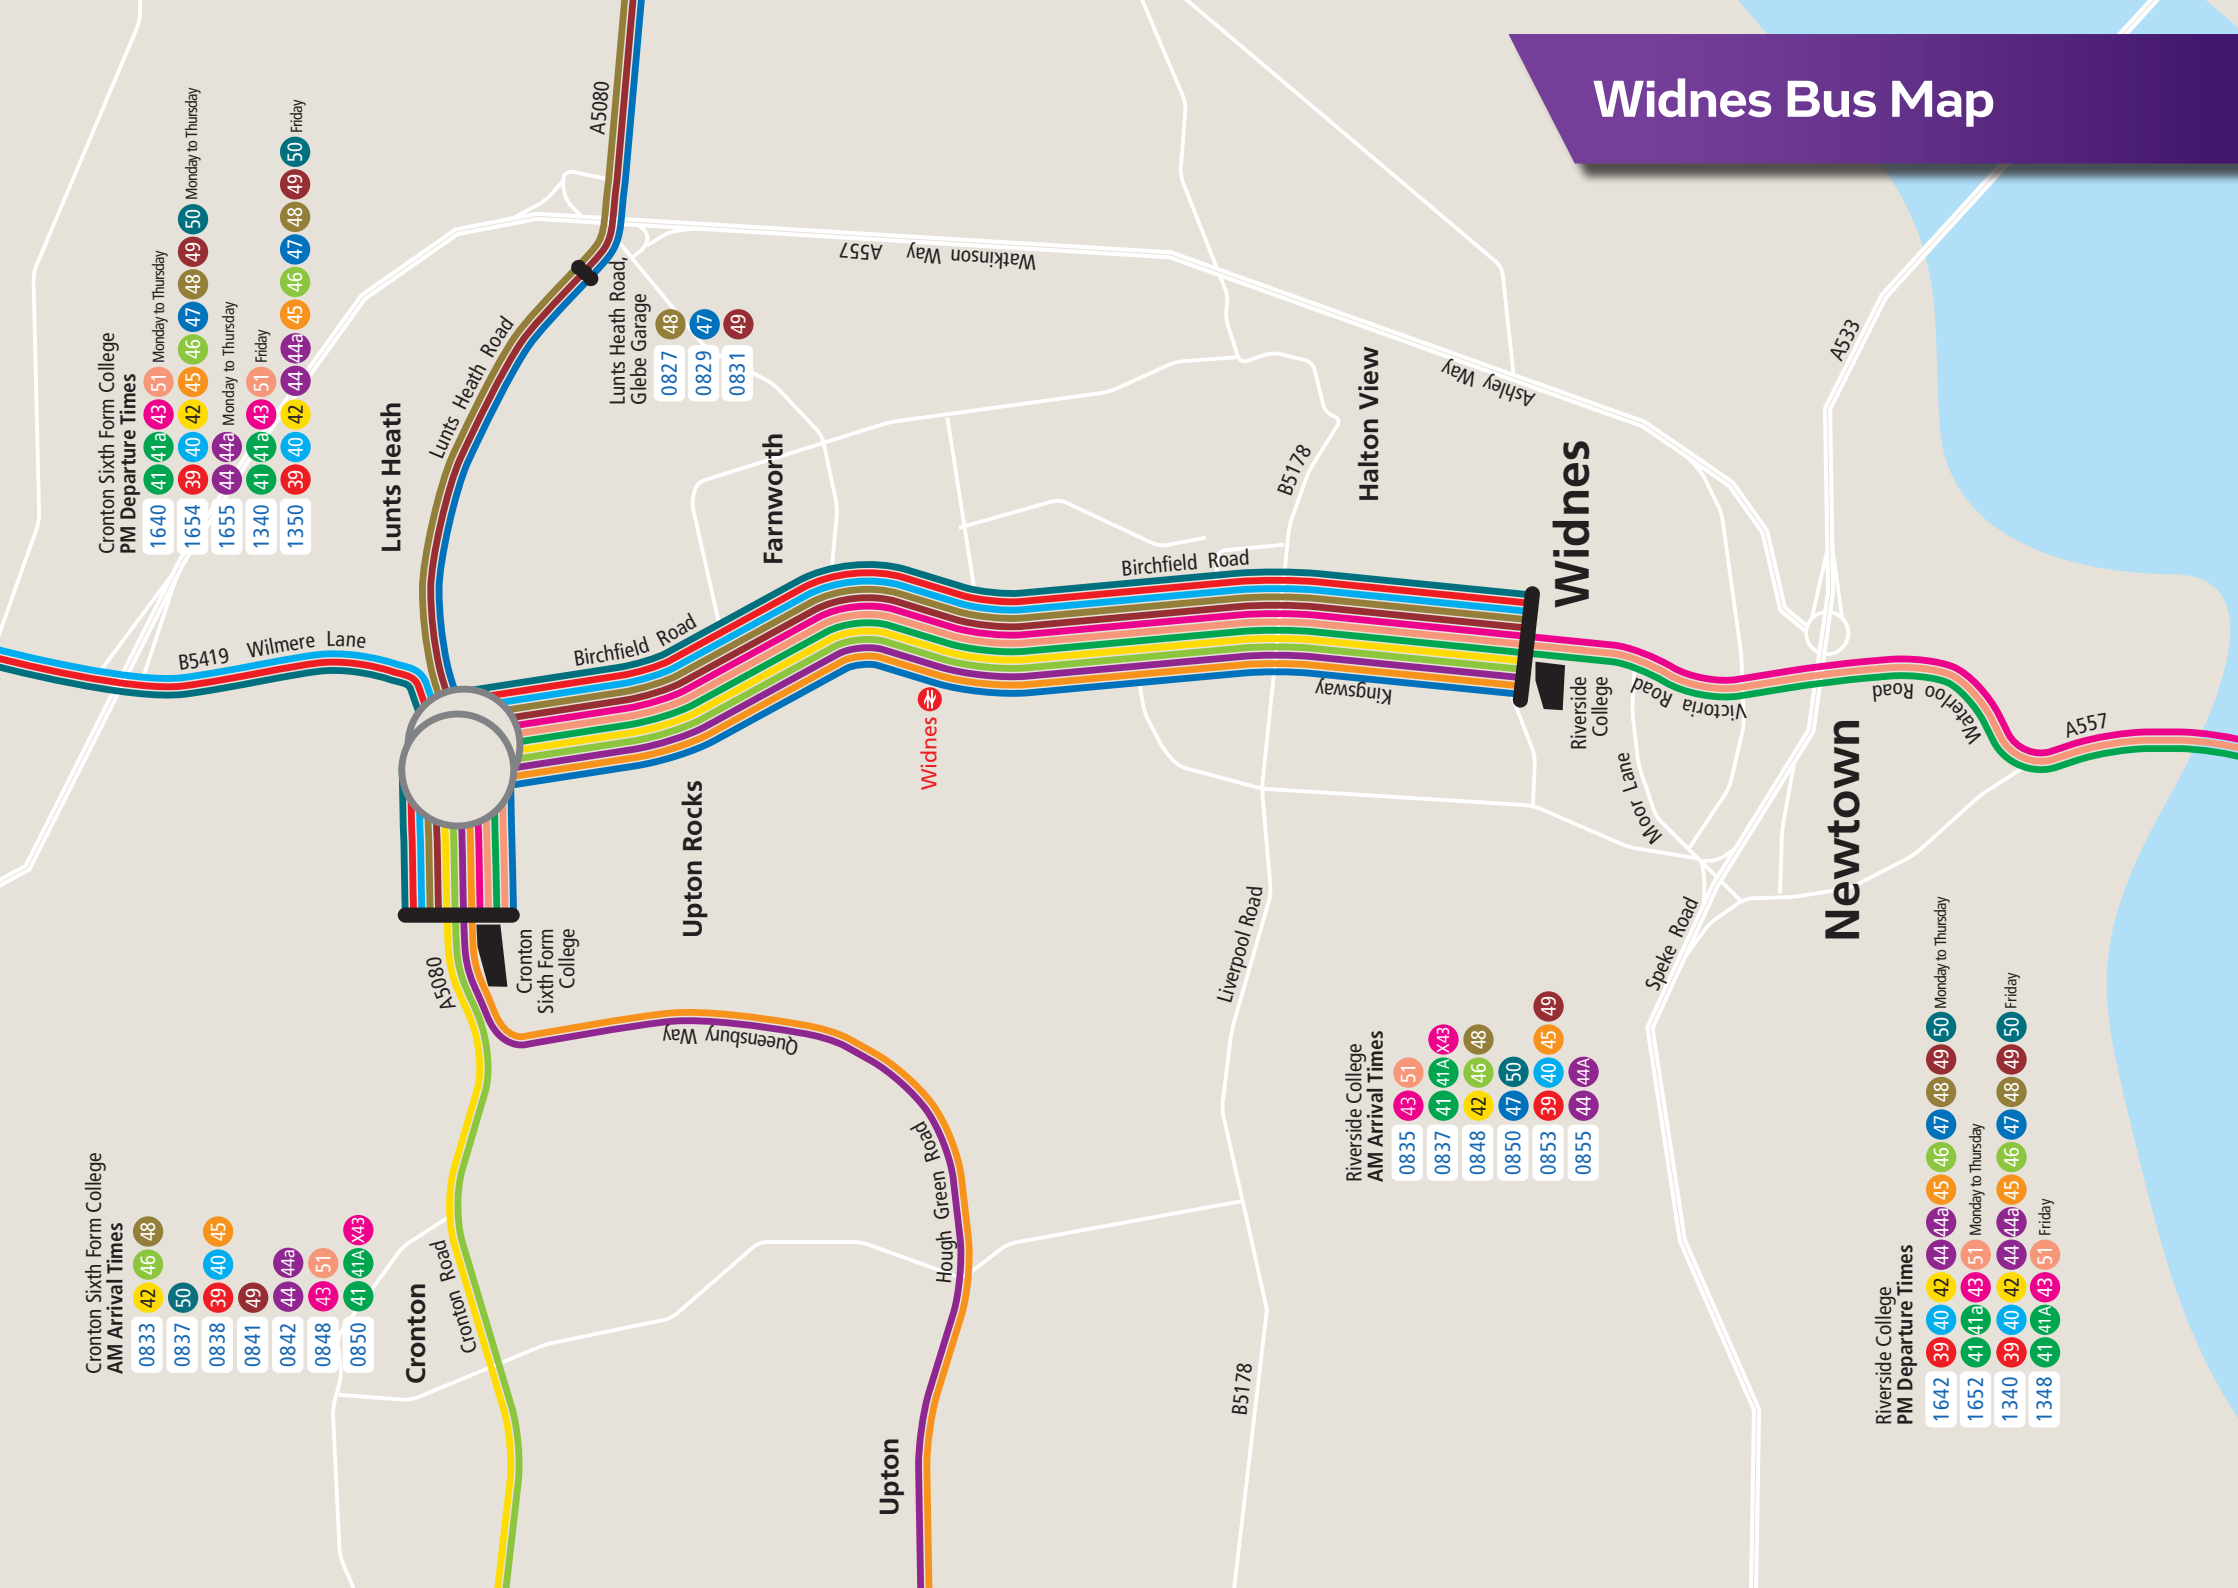 Widnes Bus Map
Cronton Sixth Form College
PM Departure Times
1640 41 41a 43 51 Monday to Thursday
1654 39 40 42 45 46 47 48 49 50 Monday to Thursday
1655 44 44a Monday to Thursday
1340 41 41a 43 51 Friday
1350 39 40 42 44 44a 45 46 47 48 49 50 Friday
A5080
Lunts Heath Road
Lunts Heath
Lunts Heath Road,
Glebe Garage
0827 48
0829 47
0831 49
Watkinson Way A557
Ashley Way
A533
B5178
Halton View
Farnworth
Widnes
B5419 Wilmere Lane
Birchfield Road
Birchfield Road
Kingsway
Widnes
Riverside
College
Victoria Road
Waterloo Road
A557
Moor Lane
Newtown
Upton Rocks
Cronton
Sixth Form
College
A5080
Queensbury Way
Liverpool Road
Speke Road
Hough Green Road
Cronton Road
Cronton
Upton
B5178
Cronton Sixth Form College
AM Arrival Times
0833 42 46 48
0837 50
0838 39 40 45
0841 49
0842 44 44a
0848 43 51
0850 41 41A X43
Riverside College
AM Arrival Times
0835 43 51
0837 41 41A X43
0848 42 46 48
0850 47 50
0853 39 40 45 49
0855 44 44A
Riverside College
PM Departure Times
1642 39 40 42 44 44a 45 46 47 48 49 50 Monday to Thursday
1652 41 41a 43 51 Monday to Thursday
1340 39 40 42 44 44a 45 46 47 48 49 50 Friday
1348 41 41A 43 51 Friday